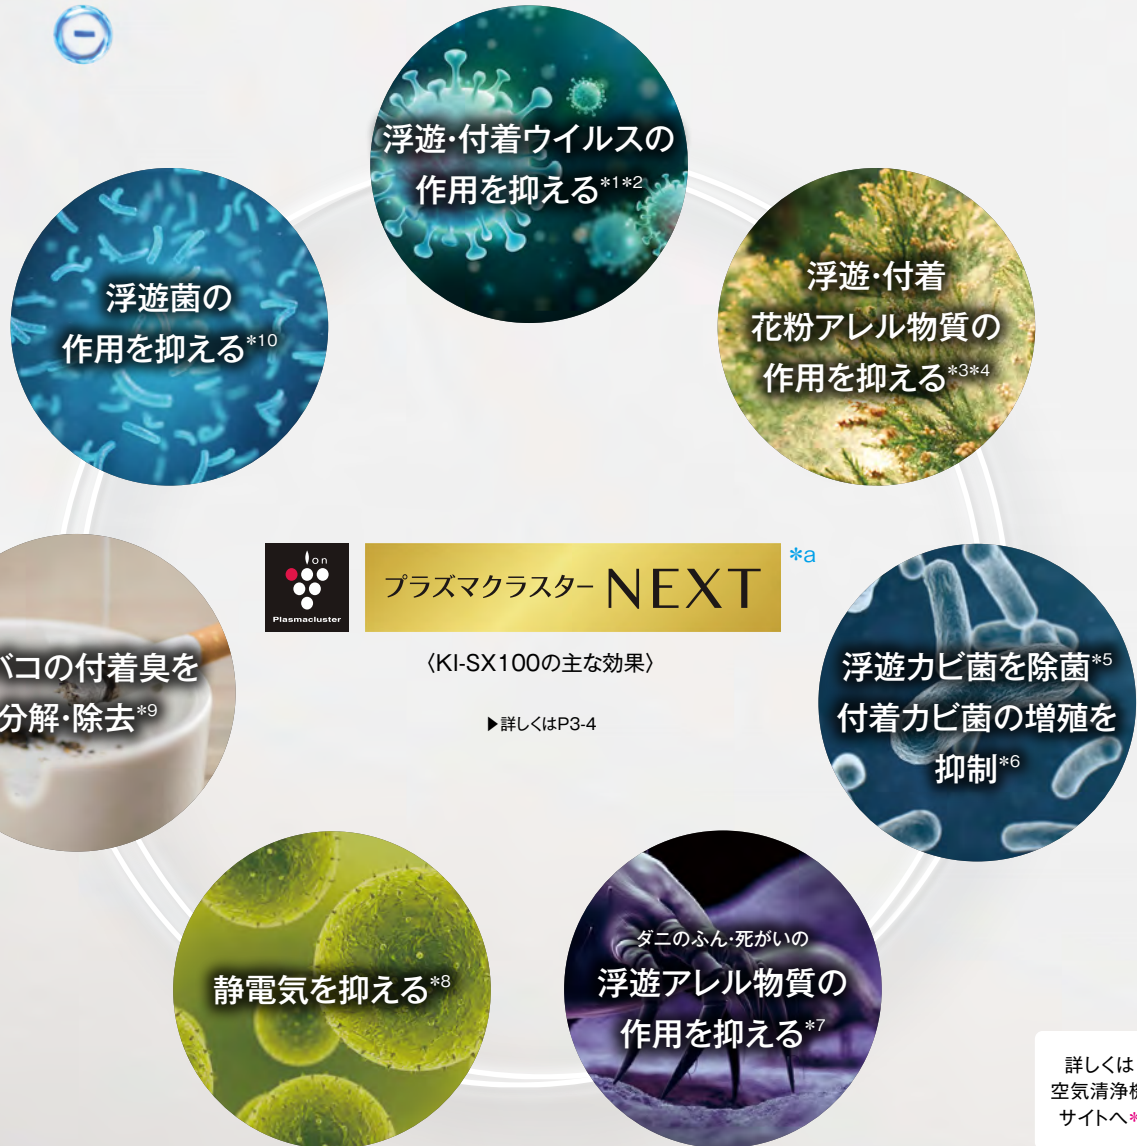 浮遊・付着ウイルスの
作用を抑える*1*2
浮遊菌の
作用を抑える*10
浮遊・付着
花粉アレル物質の
作用を抑える*3*4
ion
Plasmacluster
プラズマクラスター NEXT *a
〈KI-SX100の主な効果〉
▶詳しくはP3-4
バコの付着臭を
分解・除去*9
浮遊カビ菌を除菌*5
付着カビ菌の増殖を
抑制*6
静電気を抑える*8
ダニのふん・死がいの
浮遊アレル物質の
作用を抑える*7
詳しくは
空気清浄機
サイトへ*